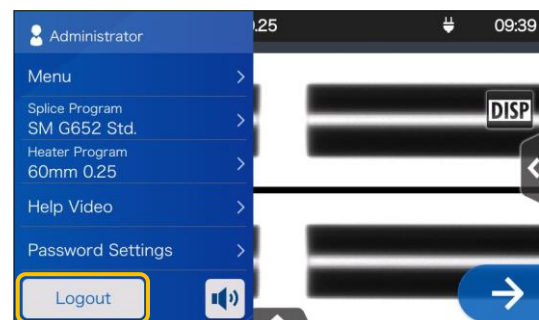 Administrator
.25
09:39
Menu
Splice Program
SM G652 Std.
DISP
Heater Program
60mm 0.25
Help Video
Password Settings
Logout